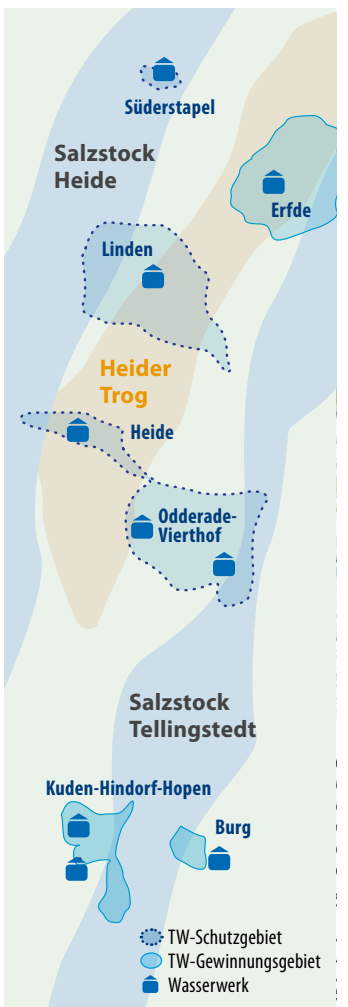 Süderstapel
Salzstock
Heide
Erfde
Linden
Heider
Trog
Heide
Odderade-
Vierthof
Salzstock
Tellingstedt
Kuden-Hindorf-Hopen
Burg
TW-Schutzgebiet
TW-Gewinnungsgebiet
Wasserwerk